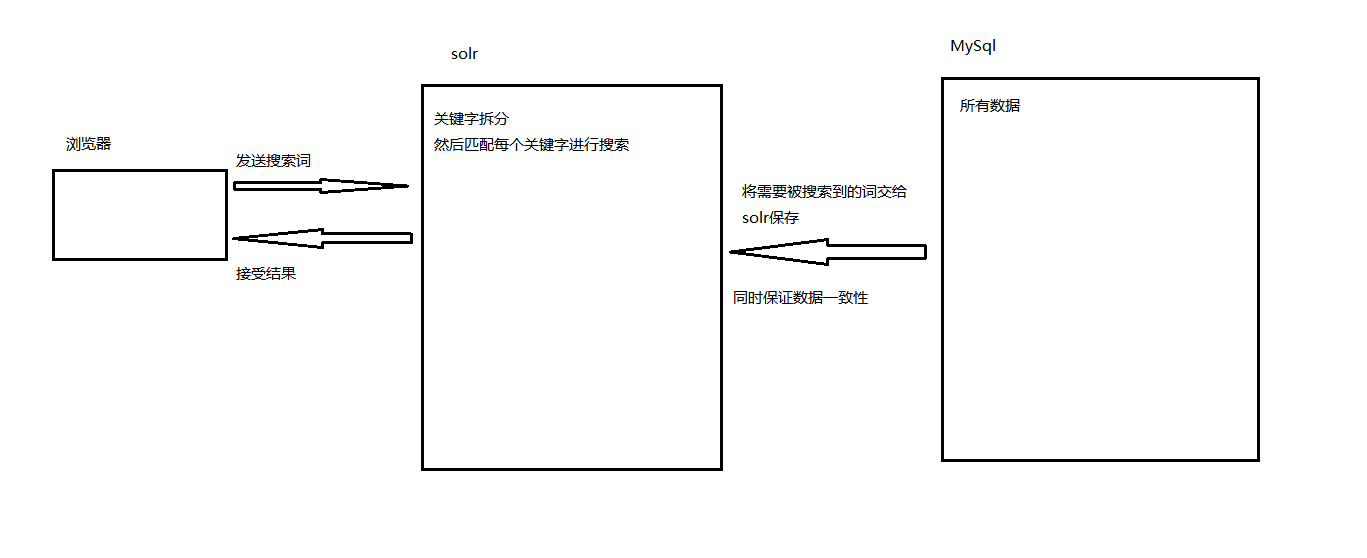 浏览器
发送搜索词
接受结果
solr
关键字拆分
然后匹配每个关键字进行搜索
将需要被搜索到的词交给
solr保存
同时保证数据一致性
MySql
所有数据